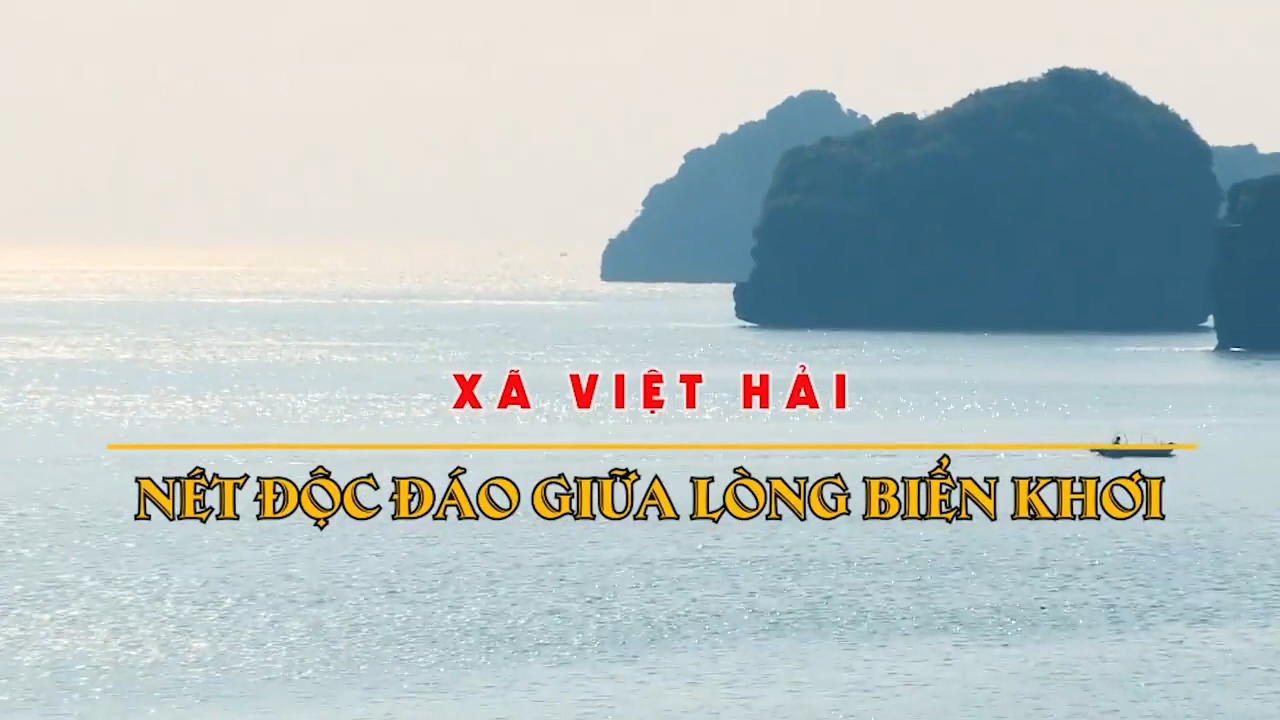 XÃ VIỆT HẢI
NÉT ĐỘC ĐÁO GIỮA LÒNG BIỂN KHƠI